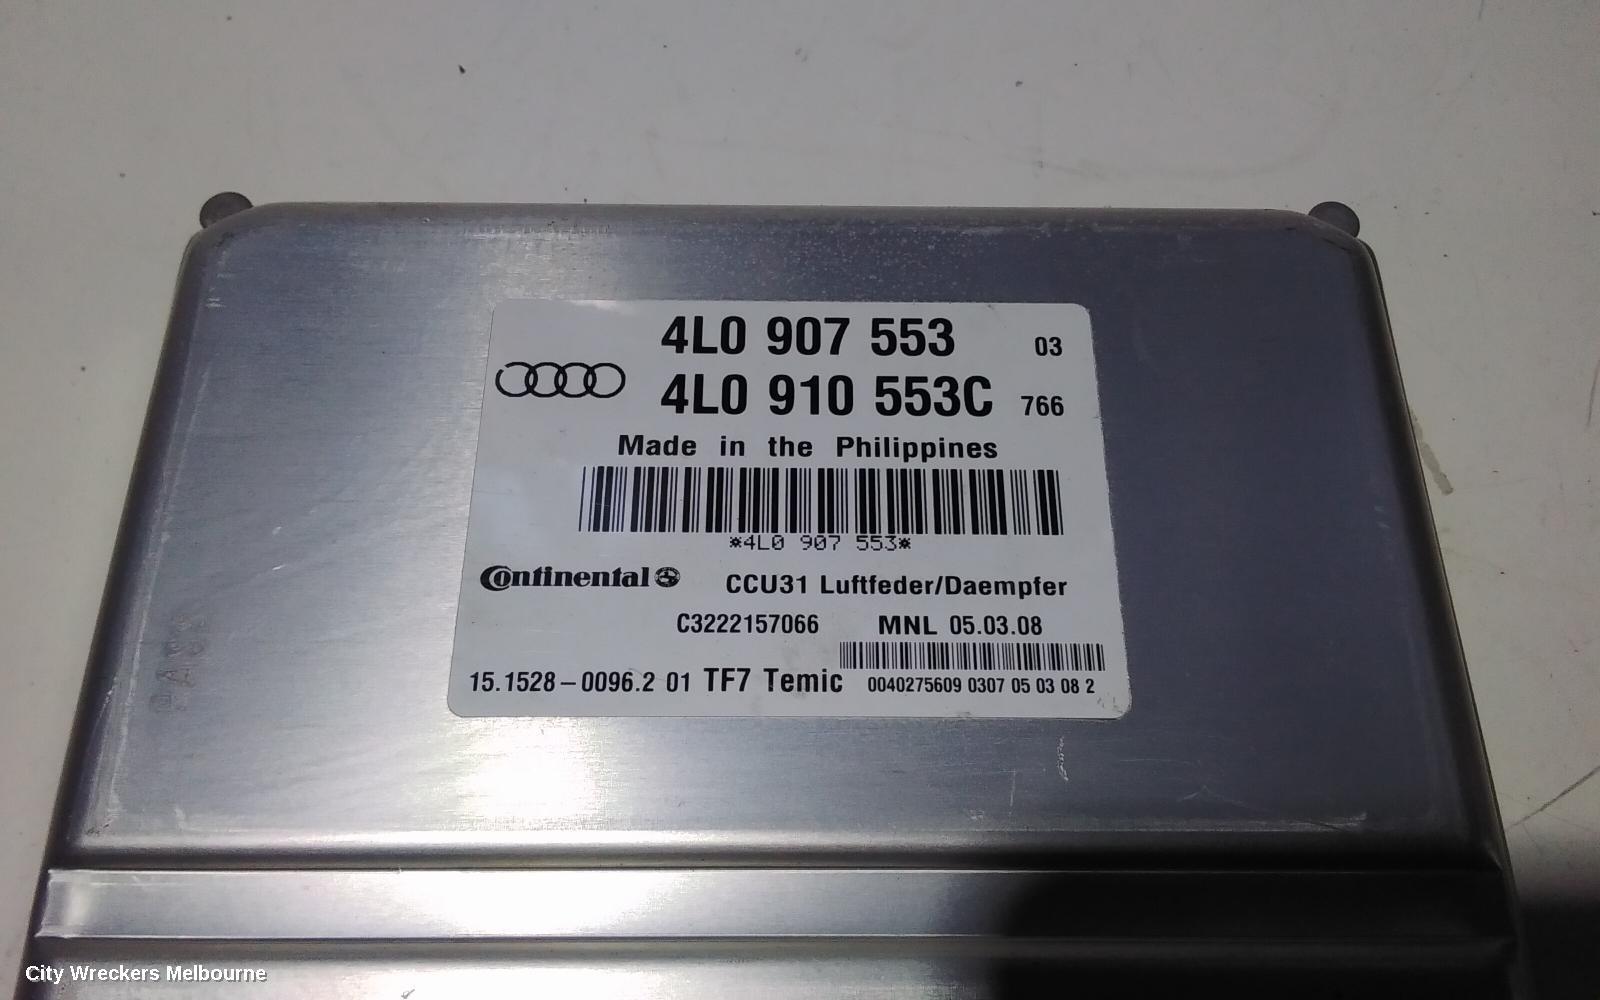 4L0 907 553 03
4L0 910 553C 766
Made in the Philippines
*4L0 907 553*
Continental CCU31 Luftfeder/Daempfer
C3222157066 MNL 05.03.08
15.1528-0096.2 01 TF7 Temic 0040275609 0307 05 03 08 2
City Wreckers Melbourne